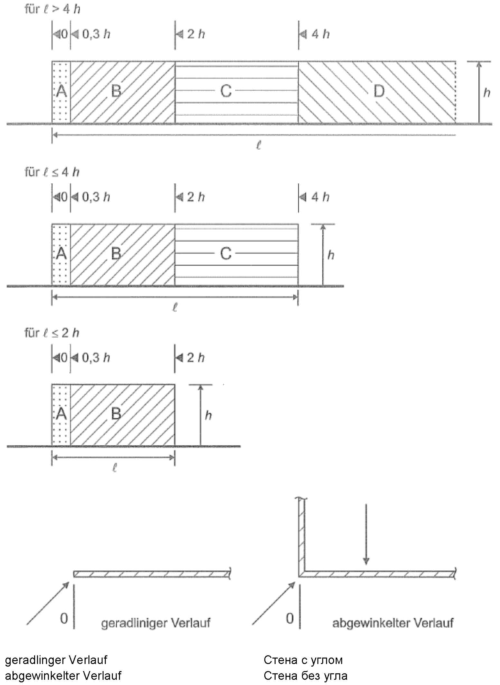 für ℓ > 4 h
0 0,3 h 2 h 4 h
A B C D h
ℓ
für ℓ ≤ 4 h
0 0,3 h 2 h 4 h
A B C h
ℓ
für ℓ ≤ 2 h
0 0,3 h 2 h
A B h
ℓ
0 geradliniger Verlauf
0 abgewinkelter Verlauf
geradlinger Verlauf Стена с углом
abgewinkelter Verlauf Стена без угла